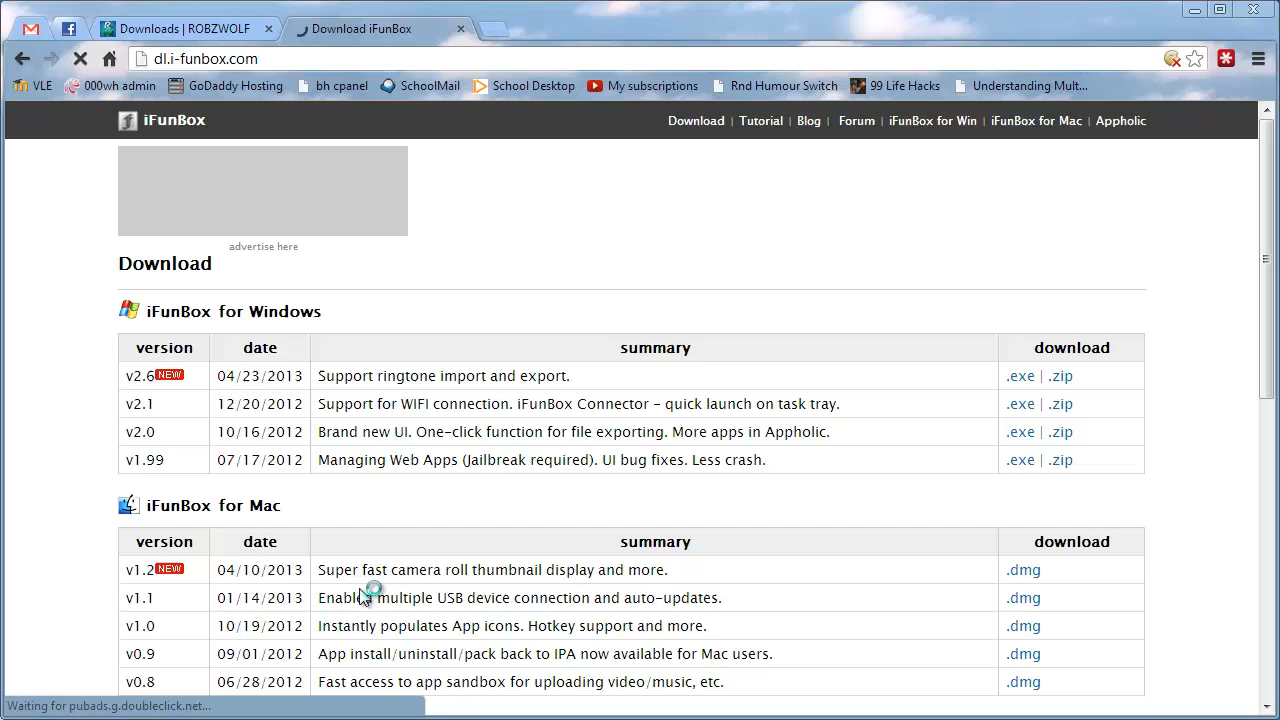 Downloads | ROBZWOLF
Download iFunBox
dl.i-funbox.com
VLE
000wh admin
GoDaddy Hosting
bh cpanel
SchoolMail
School Desktop
My subscriptions
Rnd Humour Switch
99 Life Hacks
Understanding Mult...
iFunBox
Download | Tutorial | Blog | Forum | iFunBox for Win | iFunBox for Mac | Appholic
advertise here
Download
iFunBox for Windows
version date summary download
v2.6 NEW 04/23/2013 Support ringtone import and export. .exe | .zip
v2.1 12/20/2012 Support for WIFI connection. iFunBox Connector - quick launch on task tray. .exe | .zip
v2.0 10/16/2012 Brand new UI. One-click function for file exporting. More apps in Appholic. .exe | .zip
v1.99 07/17/2012 Managing Web Apps (Jailbreak required). UI bug fixes. Less crash. .exe | .zip
iFunBox for Mac
version date summary download
v1.2 NEW 04/10/2013 Super fast camera roll thumbnail display and more. .dmg
v1.1 01/14/2013 Enable multiple USB device connection and auto-updates. .dmg
v1.0 10/19/2012 Instantly populates App icons. Hotkey support and more. .dmg
v0.9 09/01/2012 App install/uninstall/pack back to IPA now available for Mac users. .dmg
v0.8 06/28/2012 Fast access to app sandbox for uploading video/music, etc. .dmg
Waiting for pubads.g.doubleclick.net...